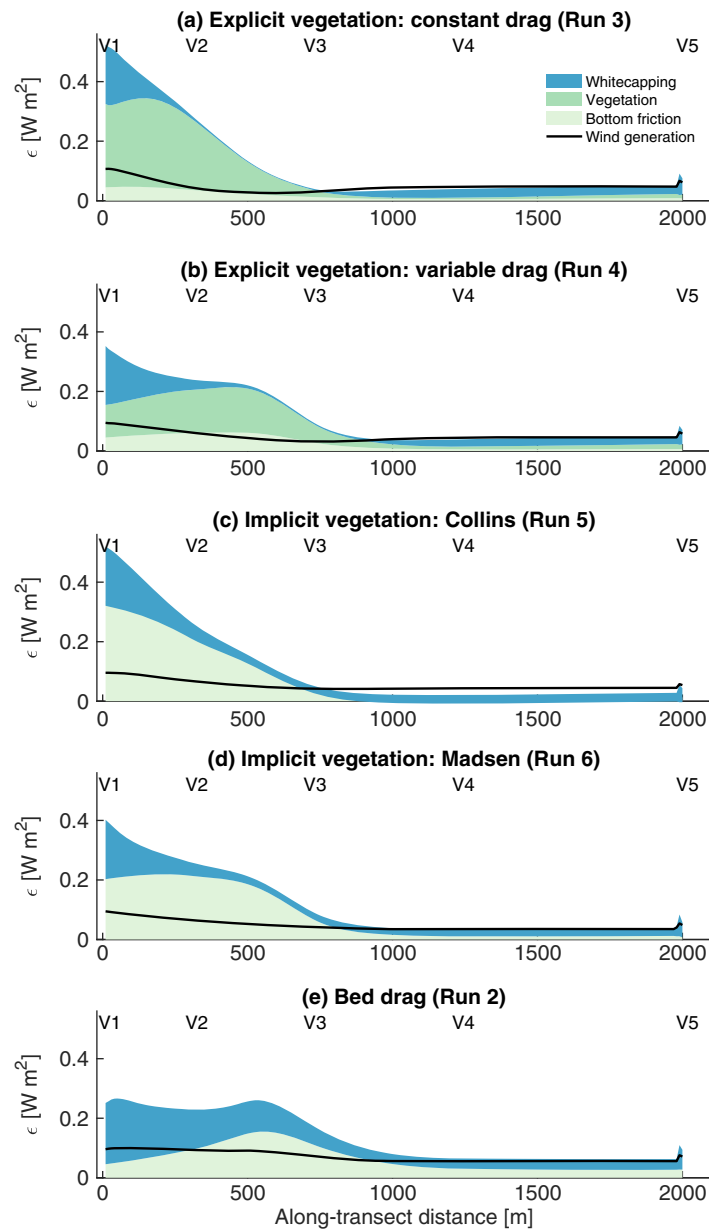 (a) Explicit vegetation: constant drag (Run 3)
V1 V2 V3 V4 V5
Whitecapping
Vegetation
Bottom friction
Wind generation
ϵ [W m²]
0.4
0.2
0
0 500 1000 1500 2000
(b) Explicit vegetation: variable drag (Run 4)
V1 V2 V3 V4 V5
ϵ [W m²]
0.4
0.2
0
0 500 1000 1500 2000
(c) Implicit vegetation: Collins (Run 5)
V1 V2 V3 V4 V5
ϵ [W m²]
0.4
0.2
0
0 500 1000 1500 2000
(d) Implicit vegetation: Madsen (Run 6)
V1 V2 V3 V4 V5
ϵ [W m²]
0.4
0.2
0
0 500 1000 1500 2000
(e) Bed drag (Run 2)
V1 V2 V3 V4 V5
ϵ [W m²]
0.4
0.2
0
0 500 1000 1500 2000
Along-transect distance [m]